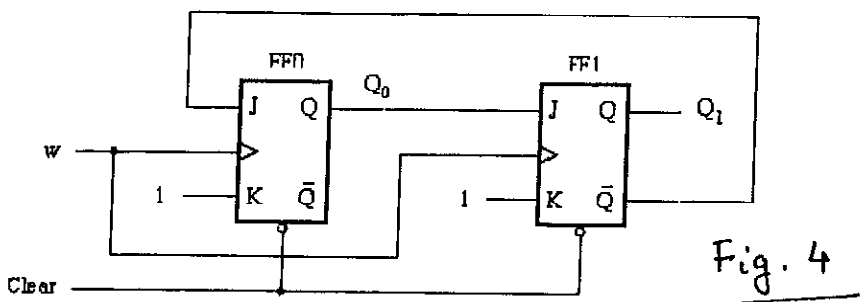 FF0 FF1
Q₀
J Q J Q Q₁
w
1 K Q̄ 1 K Q̄
Clear
Fig. 4